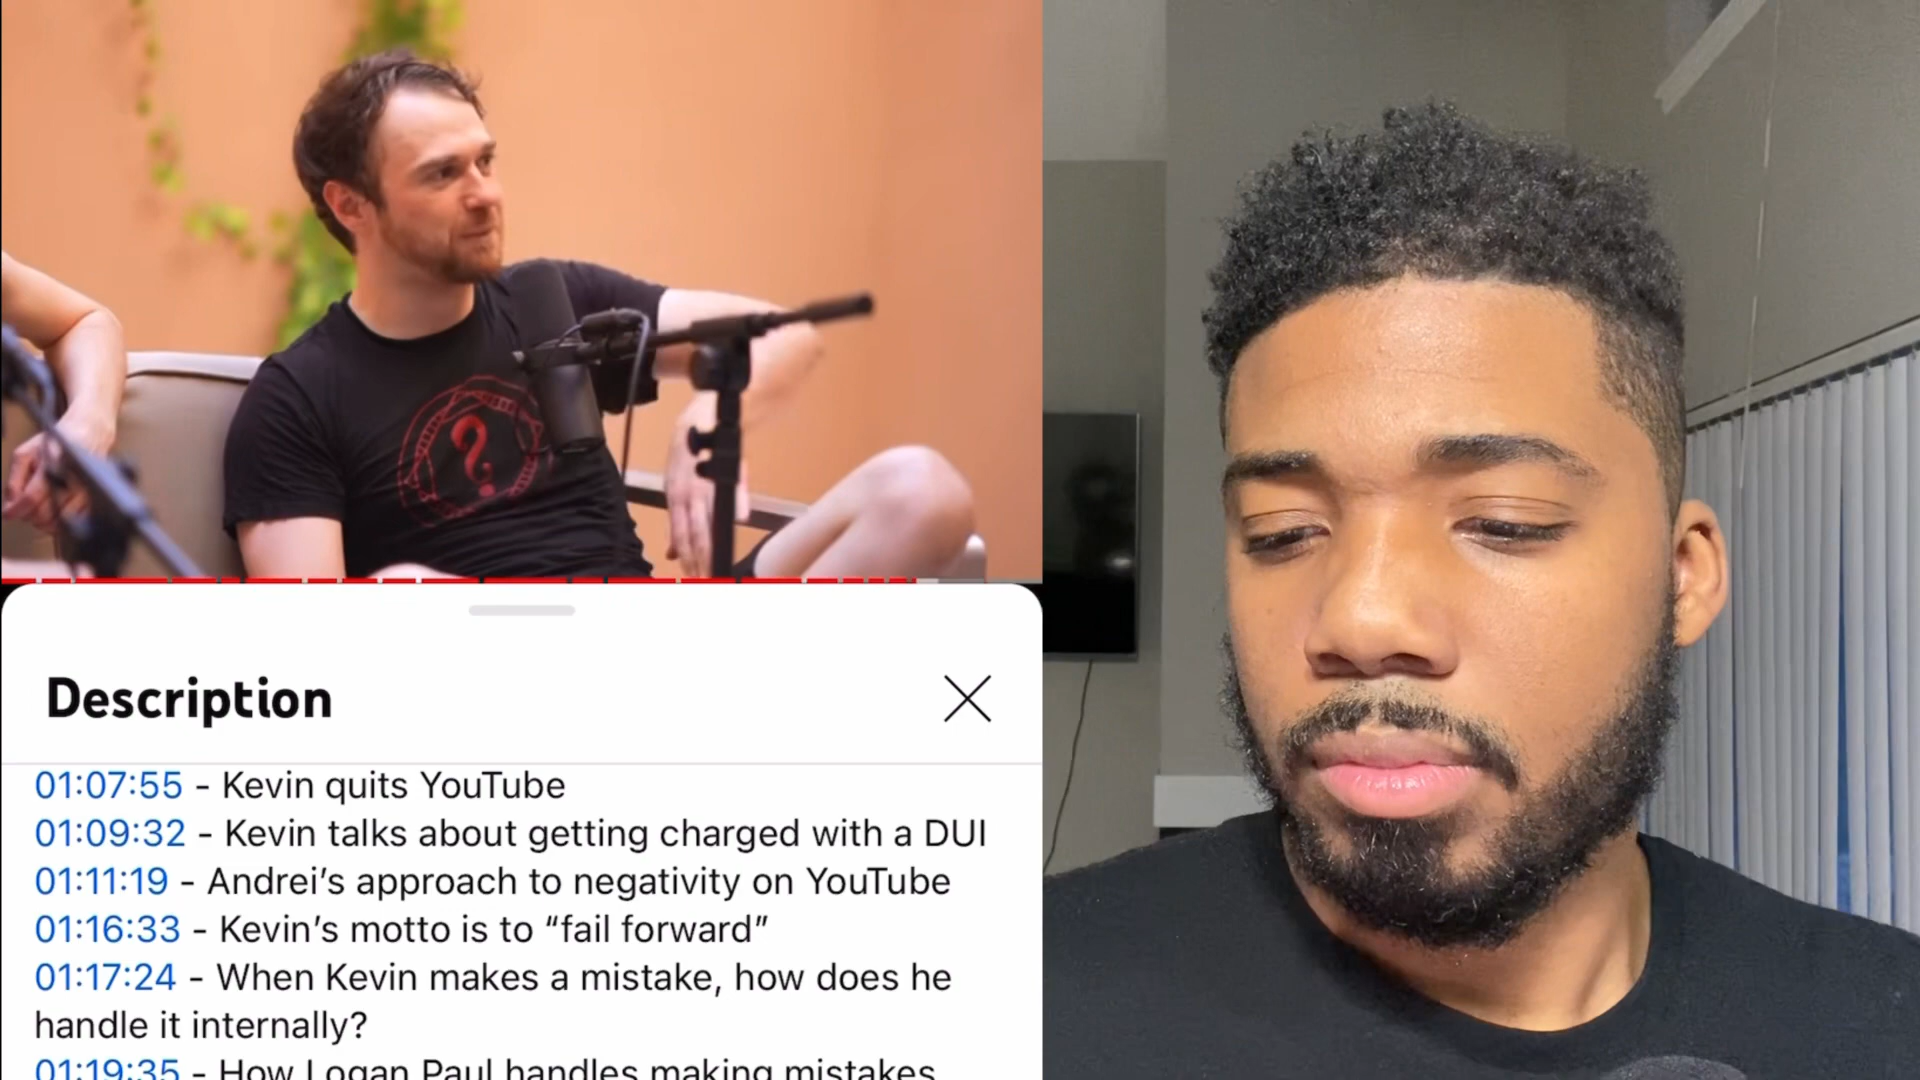 ?
Description
01:07:55 - Kevin quits YouTube
01:09:32 - Kevin talks about getting charged with a DUI
01:11:19 - Andrei’s approach to negativity on YouTube
01:16:33 - Kevin’s motto is to “fail forward”
01:17:24 - When Kevin makes a mistake, how does he
handle it internally?
01:19:35 - How Logan Paul handles making mistakes